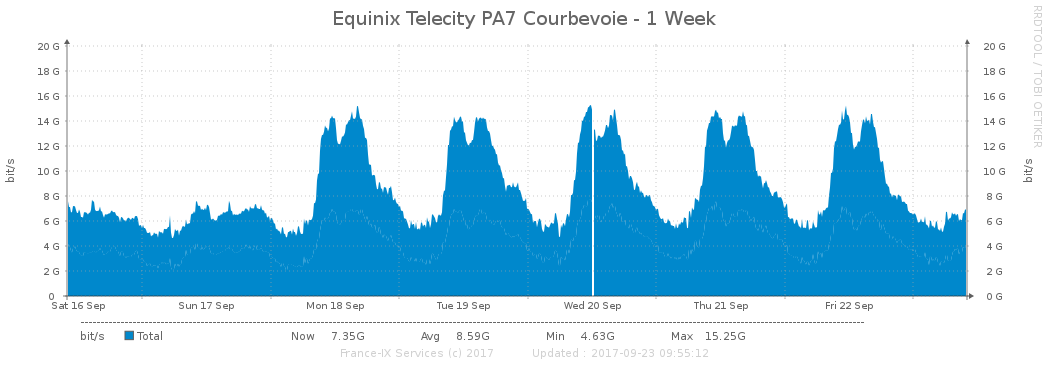 Equinix Telecity PA7 Courbevoie - 1 Week
RRDTOOL / TOBI OETIKER
bit/s
20 G
18 G
16 G
14 G
12 G
10 G
8 G
6 G
4 G
2 G
0
20 G
18 G
16 G
14 G
12 G
10 G
8 G
6 G
4 G
2 G
0 G
bit/s
Sat 16 Sep Sun 17 Sep Mon 18 Sep Tue 19 Sep Wed 20 Sep Thu 21 Sep Fri 22 Sep
bit/s Total Now 7.35G Avg 8.59G Min 4.63G Max 15.25G
France-IX Services (c) 2017 Updated : 2017-09-23 09:55:12